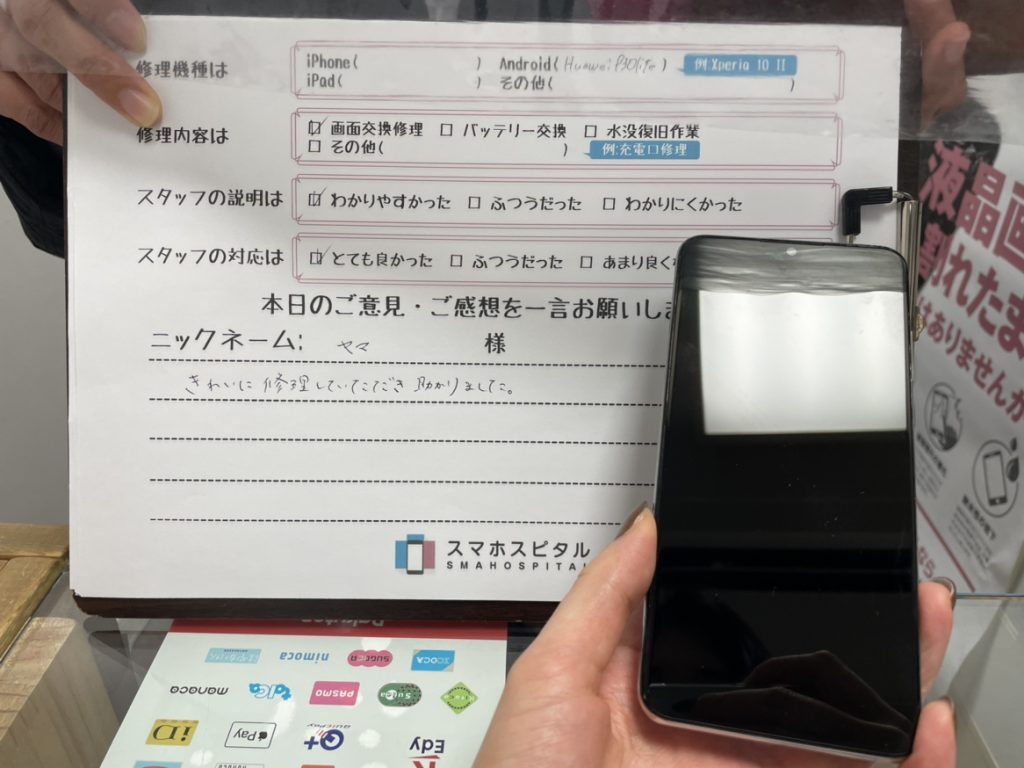 修理機種は
iPhone( ) Android( Huawei P30lite ) 例 Xperia 10 II
iPad( ) その他( )
修理内容は
画面交換修理 □ バッテリー交換 □ 水没復旧作業
□ その他( ) 例:充電口修理
スタッフの説明は わかりやすかった □ ふつうだった □ わかりにくかった
スタッフの対応は とても良かった □ ふつうだった □ あまり良く
本日のご意見・ご感想を一言お願いしま
ニックネーム: ヤマ 様
きれいに修理していただき助かりました。
スマホスピタル
SMAHOSPITAL
液晶画
割れたま
はありませんか
Rakuten
nimoca
SUGOCA
ICOCA
manaca
PASMO
Suica
Kitaca
iD
Pay
QUICPay
Edy